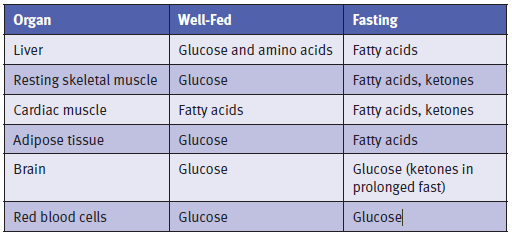 Organ Well-Fed Fasting
Liver Glucose and amino acids Fatty acids
Resting skeletal muscle Glucose Fatty acids, ketones
Cardiac muscle Fatty acids Fatty acids, ketones
Adipose tissue Glucose Fatty acids
Brain Glucose Glucose (ketones in
prolonged fast)
Red blood cells Glucose Glucose